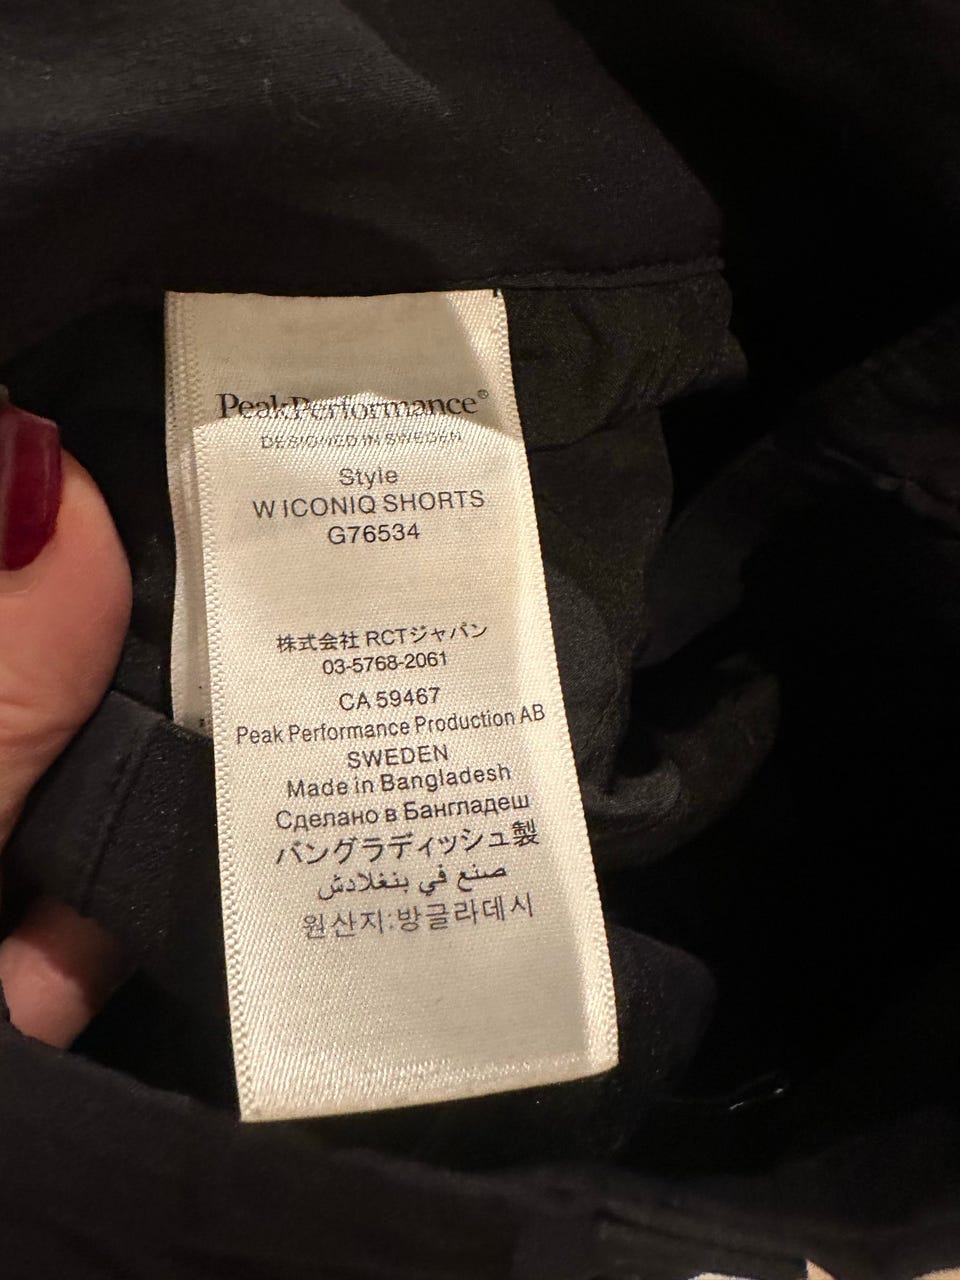 PeakPerformance®
DESIGNED IN SWEDEN
Style
W ICONIQ SHORTS
G76534
株式会社 RCTジャパン
03-5768-2061
CA 59467
Peak Performance Production AB
SWEDEN
Made in Bangladesh
Сделано в Бангладеш
バングラディッシュ製
صنع في بنغلادش
원산지:방글라데시